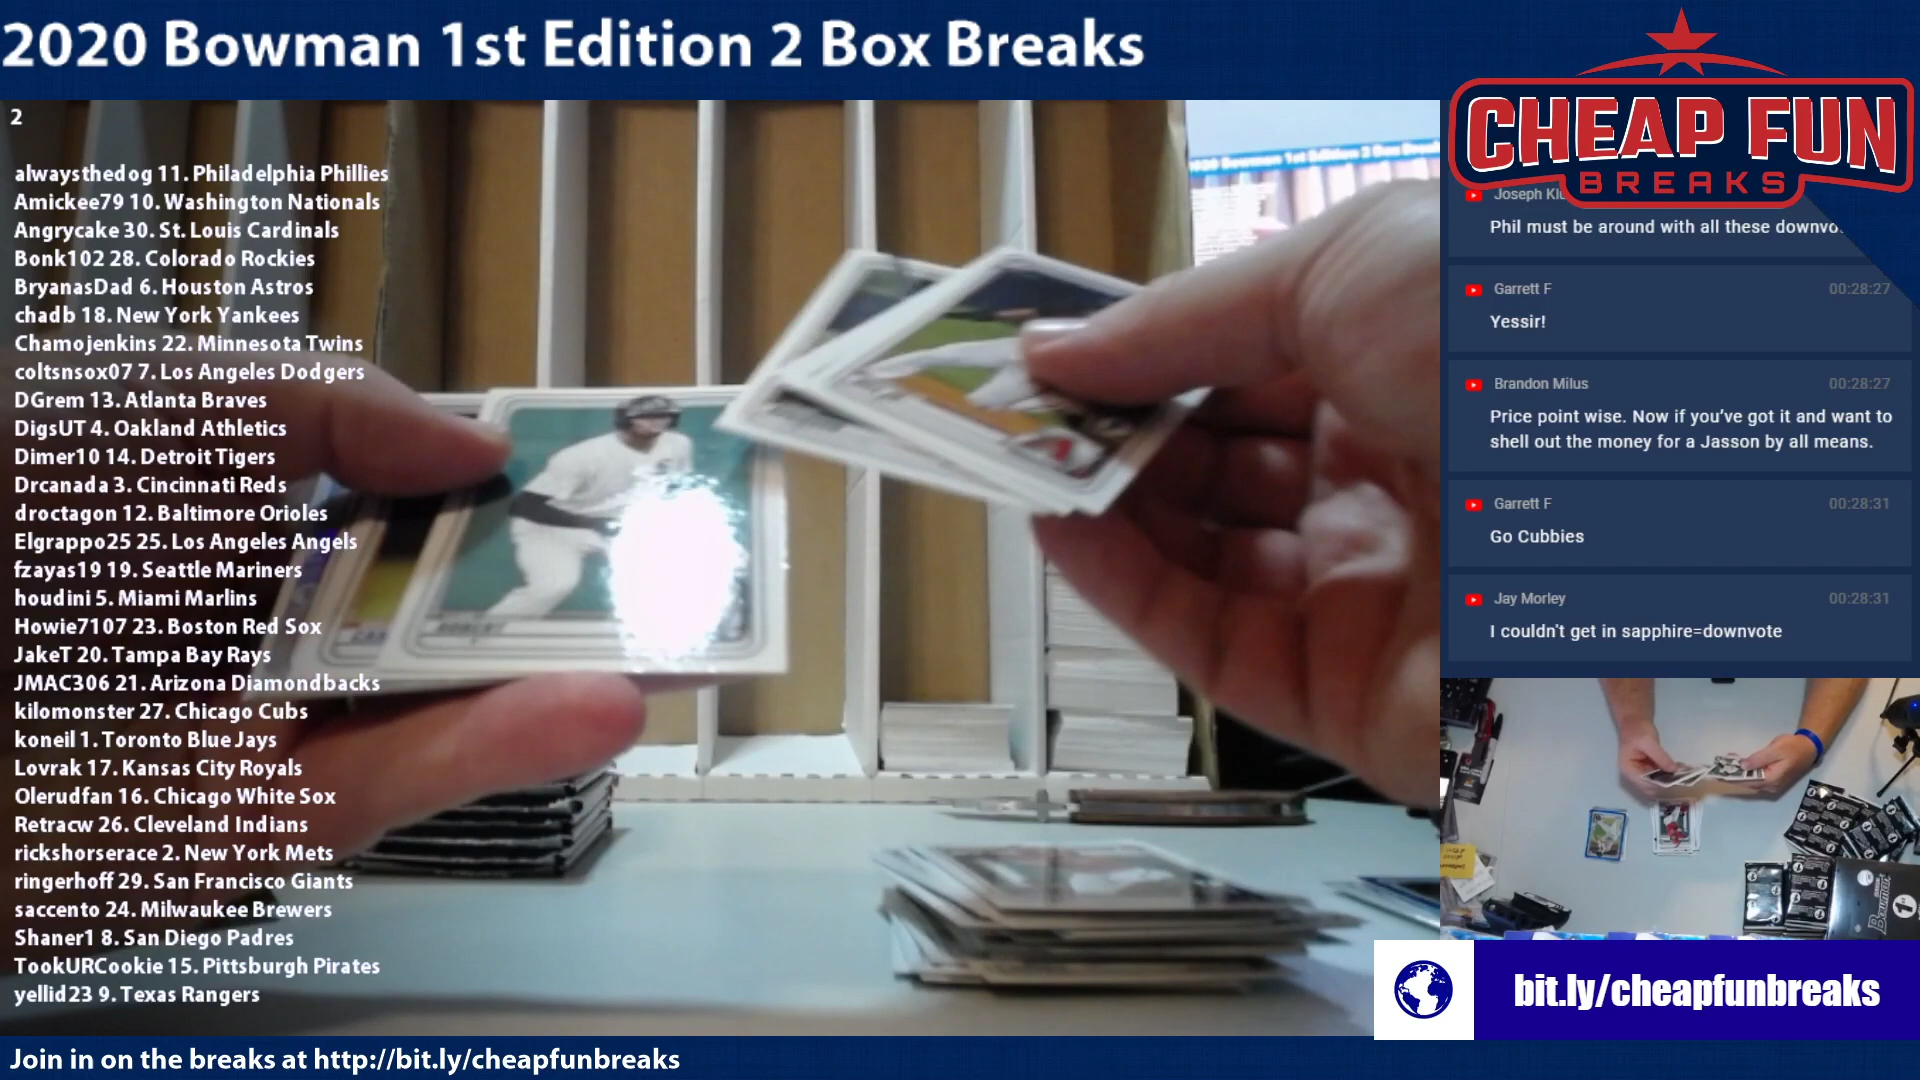 2020 Bowman 1st Edition 2 Box Breaks
2
alwaysthedog 11. Philadelphia Phillies
Amickee79 10. Washington Nationals
Angrycake 30. St. Louis Cardinals
Bonk102 28. Colorado Rockies
BryanasDad 6. Houston Astros
chadb 18. New York Yankees
Chamojenkins 22. Minnesota Twins
coltsnsox07 7. Los Angeles Dodgers
DGrem 13. Atlanta Braves
DigsUT 4. Oakland Athletics
Dimer10 14. Detroit Tigers
Drcanada 3. Cincinnati Reds
droctagon 12. Baltimore Orioles
Elgrappo25 25. Los Angeles Angels
fzayas19 19. Seattle Mariners
houdini 5. Miami Marlins
Howie7107 23. Boston Red Sox
JakeT 20. Tampa Bay Rays
JMAC306 21. Arizona Diamondbacks
kilomonster 27. Chicago Cubs
koneil 1. Toronto Blue Jays
Lovrak 17. Kansas City Royals
Olerudfan 16. Chicago White Sox
Retracw 26. Cleveland Indians
rickshorserace 2. New York Mets
ringerhoff 29. San Francisco Giants
saccento 24. Milwaukee Brewers
Shaner1 8. San Diego Padres
TookURCookie 15. Pittsburgh Pirates
yellid23 9. Texas Rangers
2020 Bowman 1st Edition 2 Box Break
ROBERT
CHEAP FUN
BREAKS
Joseph
Phil must be around with all these
Garrett F 00:28:27
Yessir!
Brandon Milus 00:28:27
Price point wise. Now if you've got it and want to
shell out the money for a Jasson by all means.
Garrett F 00:28:31
Go Cubbies
Jay Morley 00:28:31
I couldn't get in sapphire=downvote
Bowman
bit.ly/cheapfunbreaks
Join in on the breaks at http://bit.ly/cheapfunbreaks